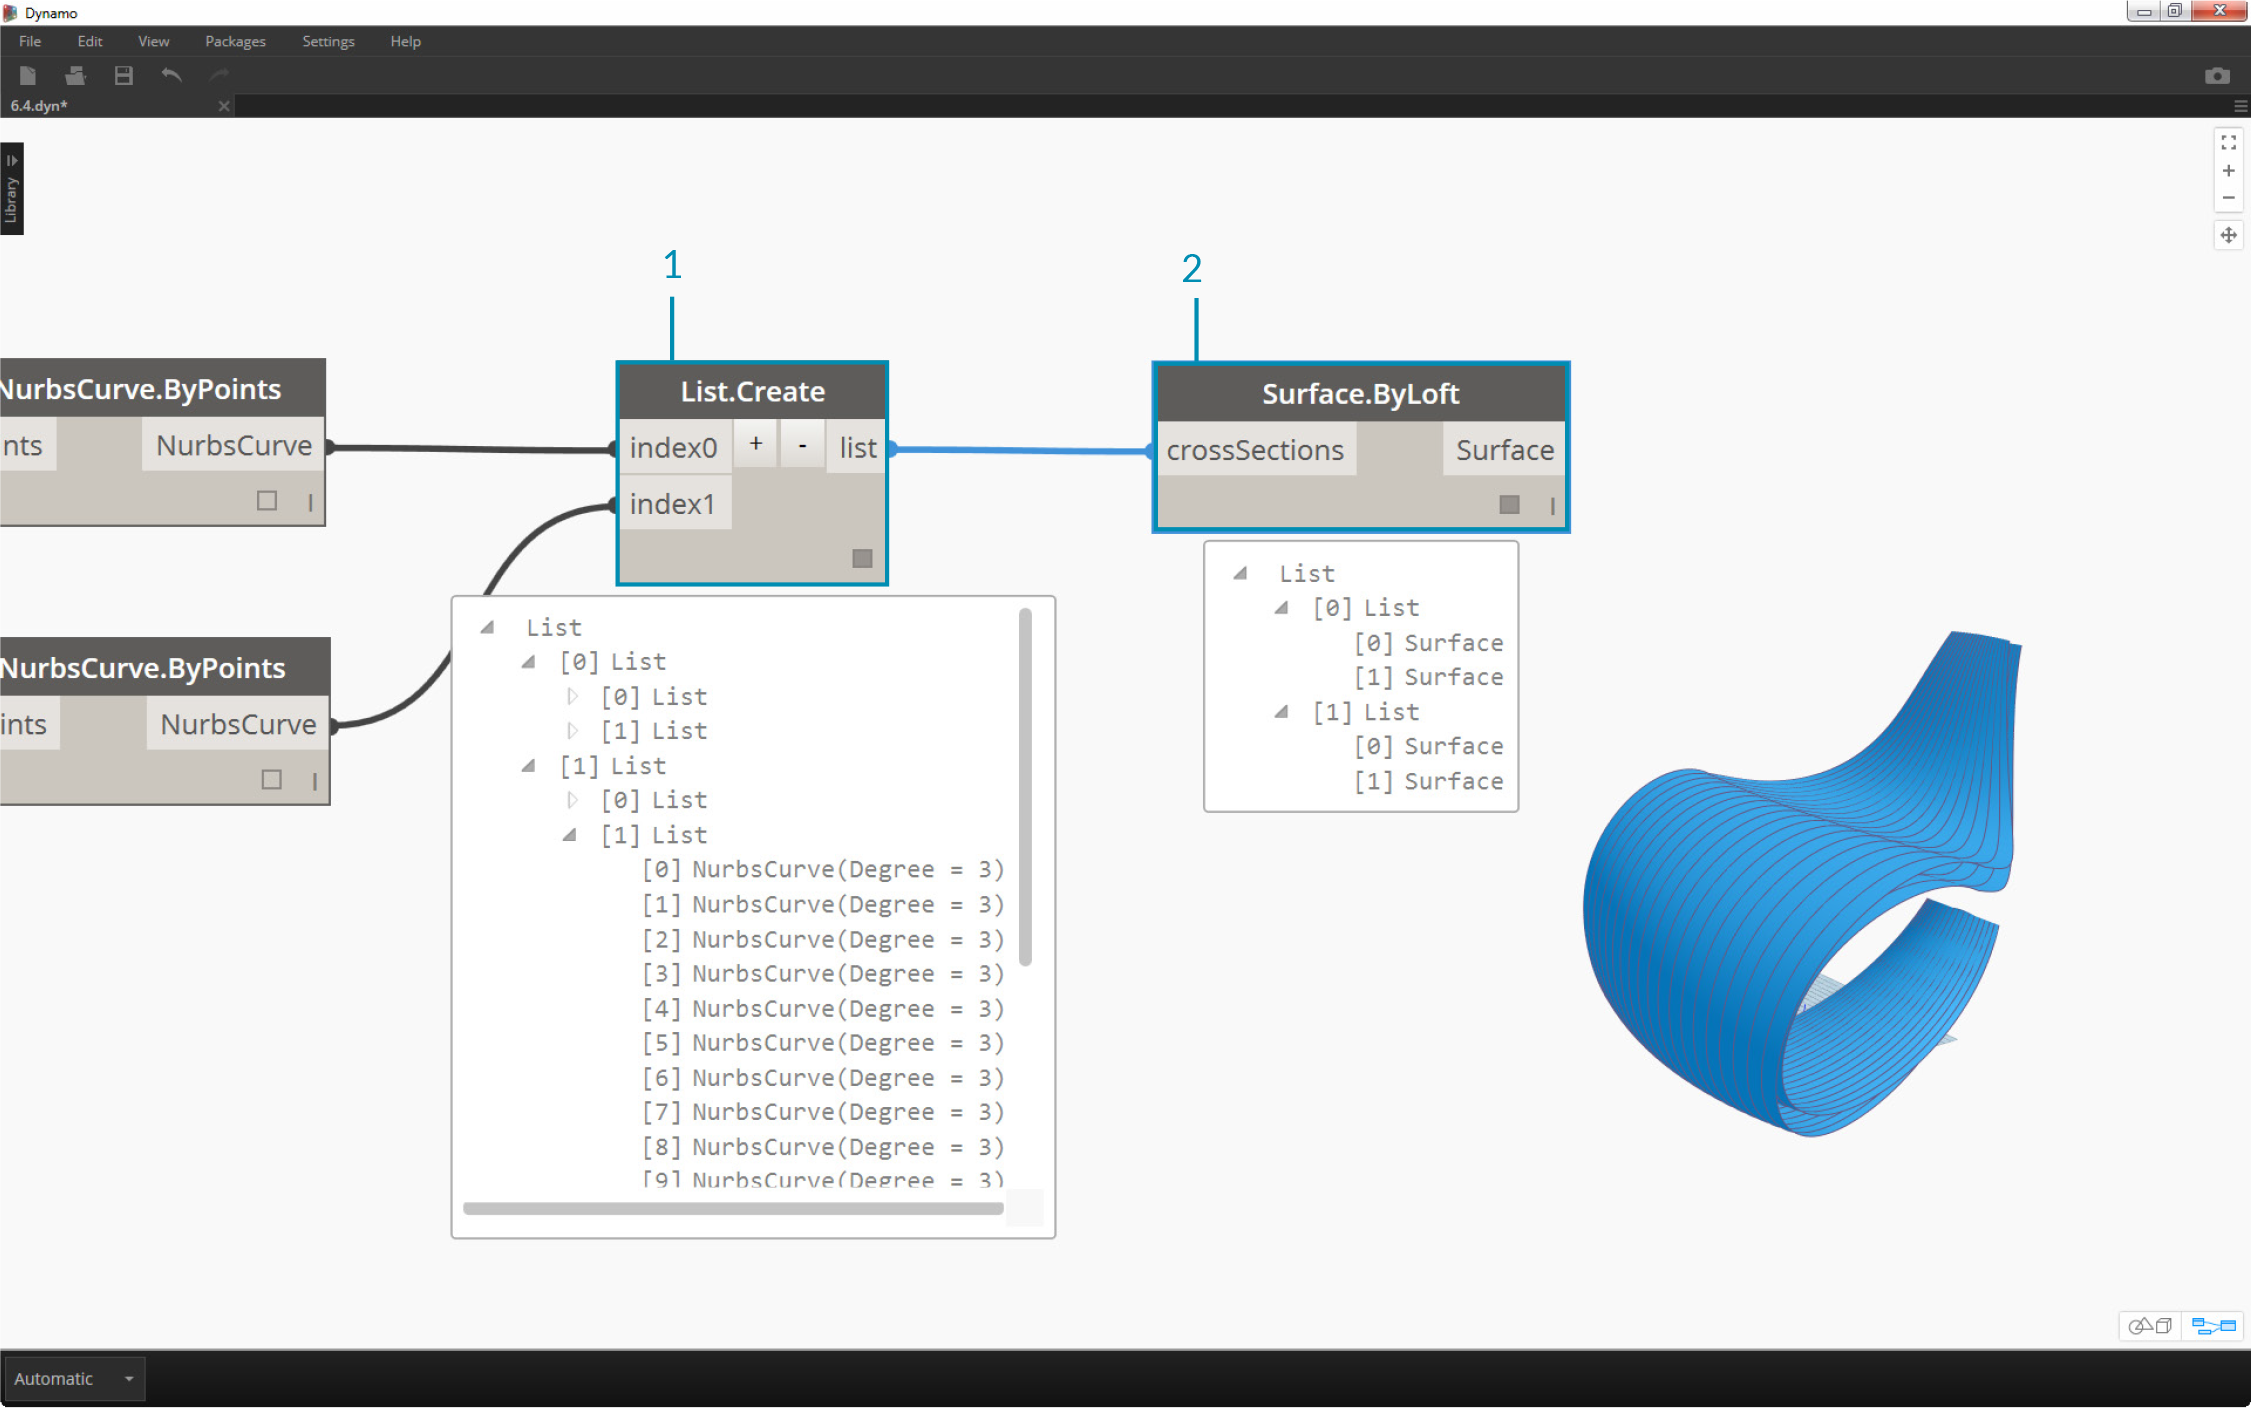 Dynamo
File Edit View Packages Settings Help
6.4.dyn*
Library
1
2
NurbsCurve.ByPoints
nts NurbsCurve
l
List.Create
index0 + - list
index1
Surface.ByLoft
crossSections Surface
l
NurbsCurve.ByPoints
ints NurbsCurve
l
List
[0] List
[0] List
[1] List
[1] List
[0] List
[1] List
[0] NurbsCurve(Degree = 3)
[1] NurbsCurve(Degree = 3)
[2] NurbsCurve(Degree = 3)
[3] NurbsCurve(Degree = 3)
[4] NurbsCurve(Degree = 3)
[5] NurbsCurve(Degree = 3)
[6] NurbsCurve(Degree = 3)
[7] NurbsCurve(Degree = 3)
[8] NurbsCurve(Degree = 3)
[9] NurbsCurve(Degree = 3)
List
[0] List
[0] Surface
[1] Surface
[1] List
[0] Surface
[1] Surface
Automatic